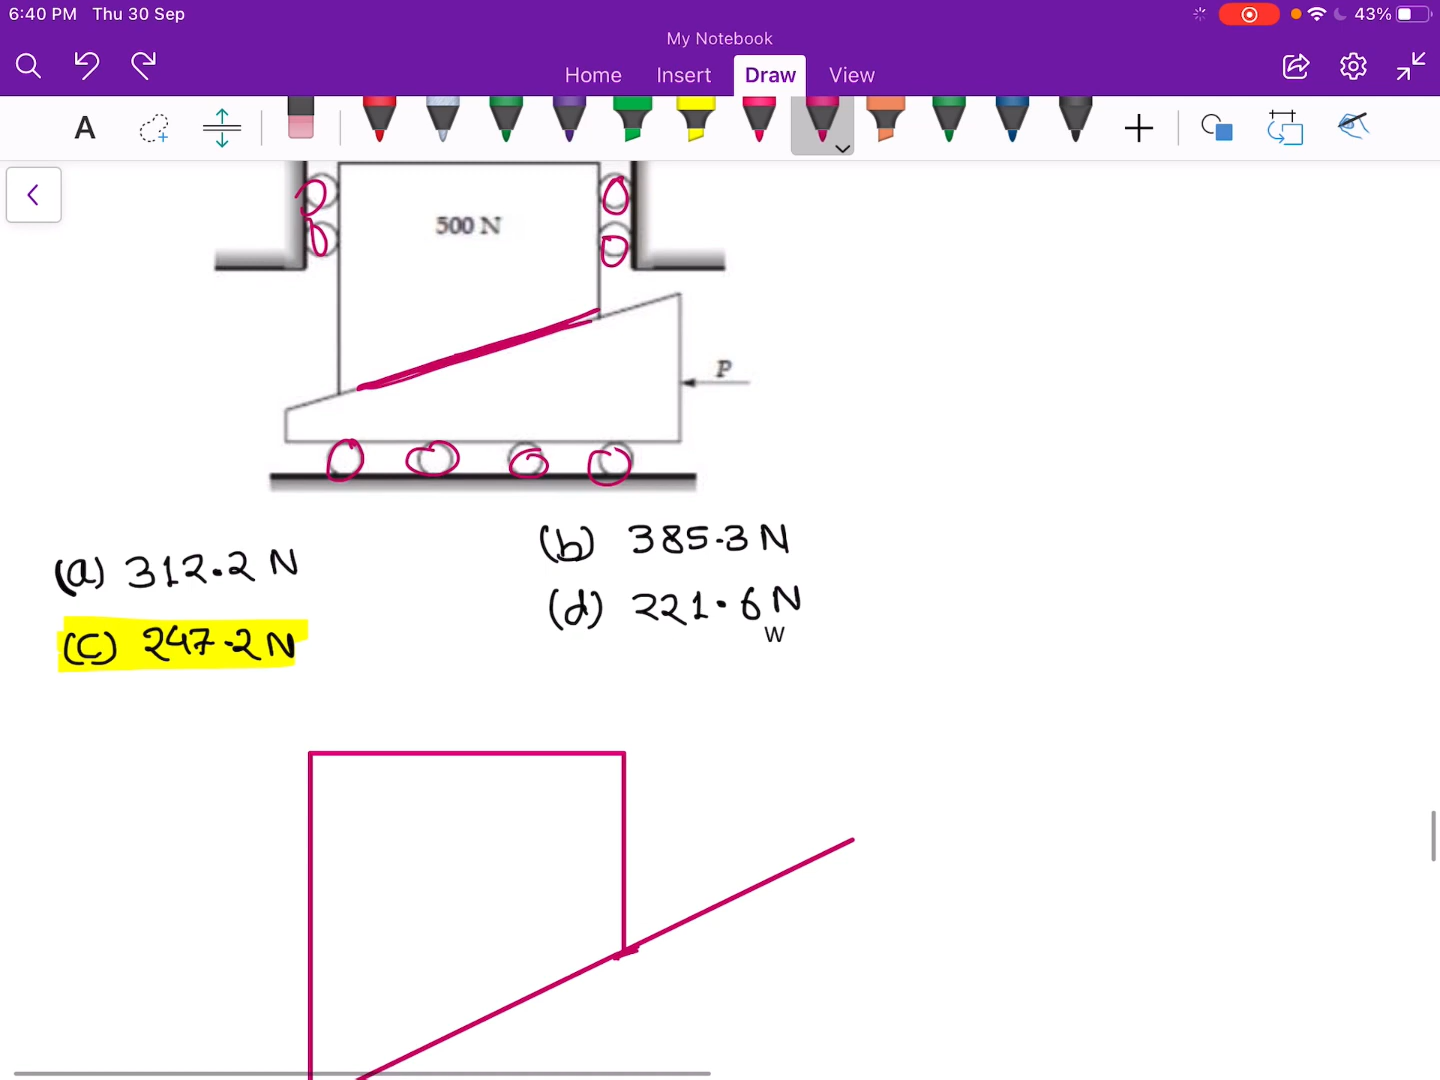 6:40 PM Thu 30 Sep
43%
My Notebook
Home Insert Draw View
A
500 N
P
(a) 312.2 N
(b) 385.3 N
(c) 247.2 N
(d) 221.6 N
W